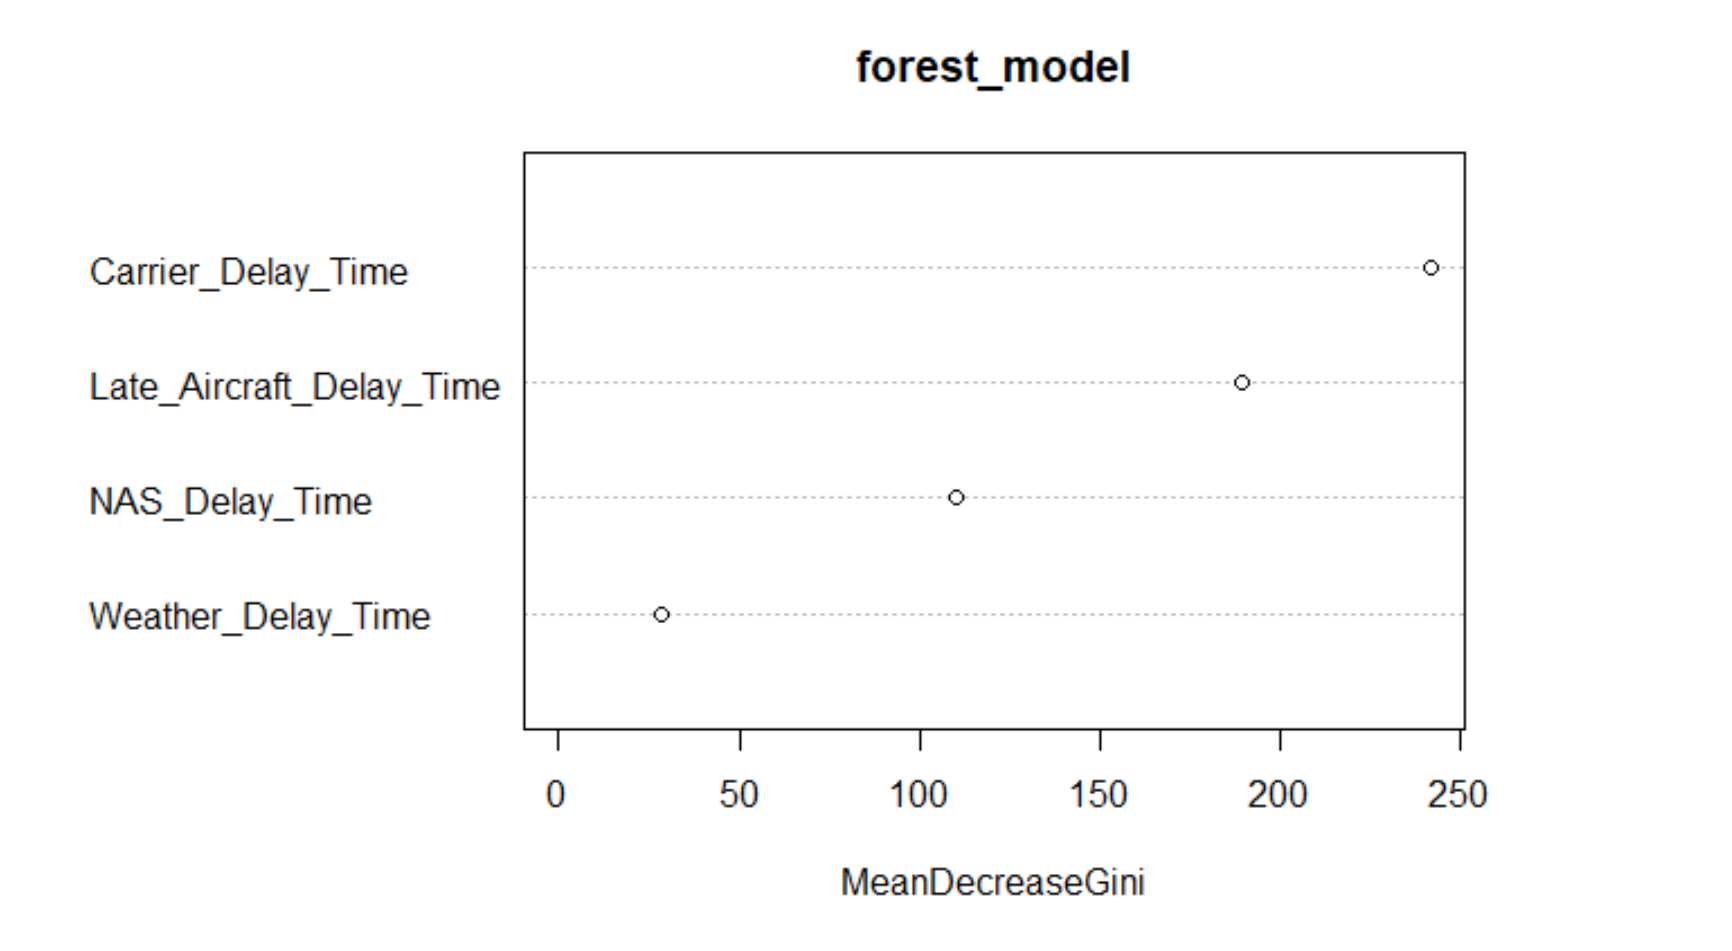 forest_model
Carrier_Delay_Time
Late_Aircraft_Delay_Time
NAS_Delay_Time
Weather_Delay_Time
0 50 100 150 200 250
MeanDecreaseGini